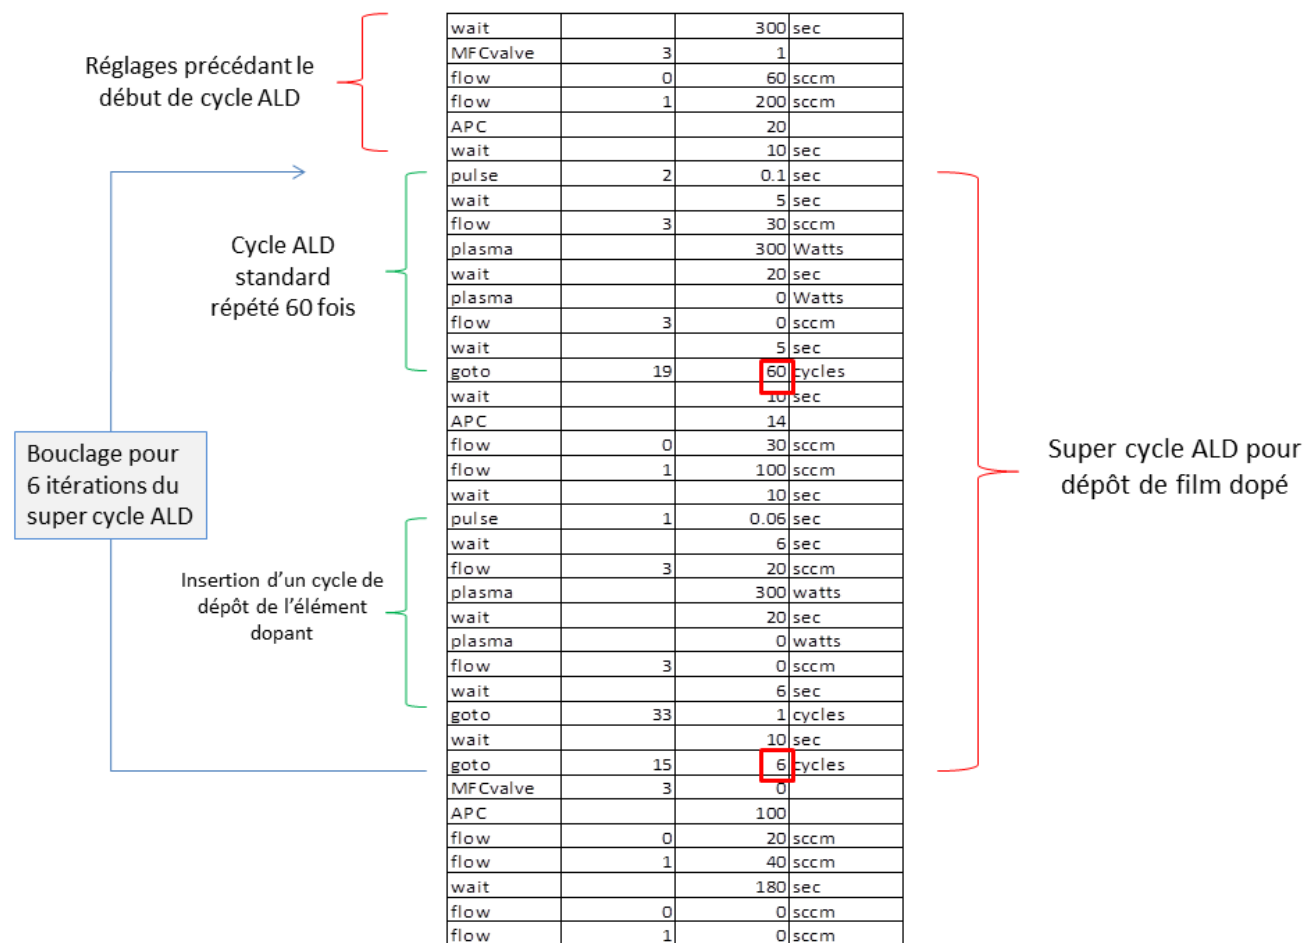 Réglages précédant le
début de cycle ALD
Cycle ALD
standard
répété 60 fois
Bouclage pour
6 itérations du
super cycle ALD
Insertion d’un cycle de
dépôt de l’élément
dopant
wait 300 sec
MFCvalve 3 1
flow 0 60 sccm
flow 1 200 sccm
APC 20
wait 10 sec
pulse 2 0.1 sec
wait 5 sec
flow 3 30 sccm
plasma 300 Watts
wait 20 sec
plasma 0 Watts
flow 3 0 sccm
wait 5 sec
goto 19 60 cycles
wait 10 sec
APC 14
flow 0 30 sccm
flow 1 100 sccm
wait 10 sec
pulse 1 0.06 sec
wait 6 sec
flow 3 20 sccm
plasma 300 watts
wait 20 sec
plasma 0 watts
flow 3 0 sccm
wait 6 sec
goto 33 1 cycles
wait 10 sec
goto 15 6 cycles
MFCvalve 3 0
APC 100
flow 0 20 sccm
flow 1 40 sccm
wait 180 sec
flow 0 0 sccm
flow 1 0 sccm
Super cycle ALD pour
dépôt de film dopé